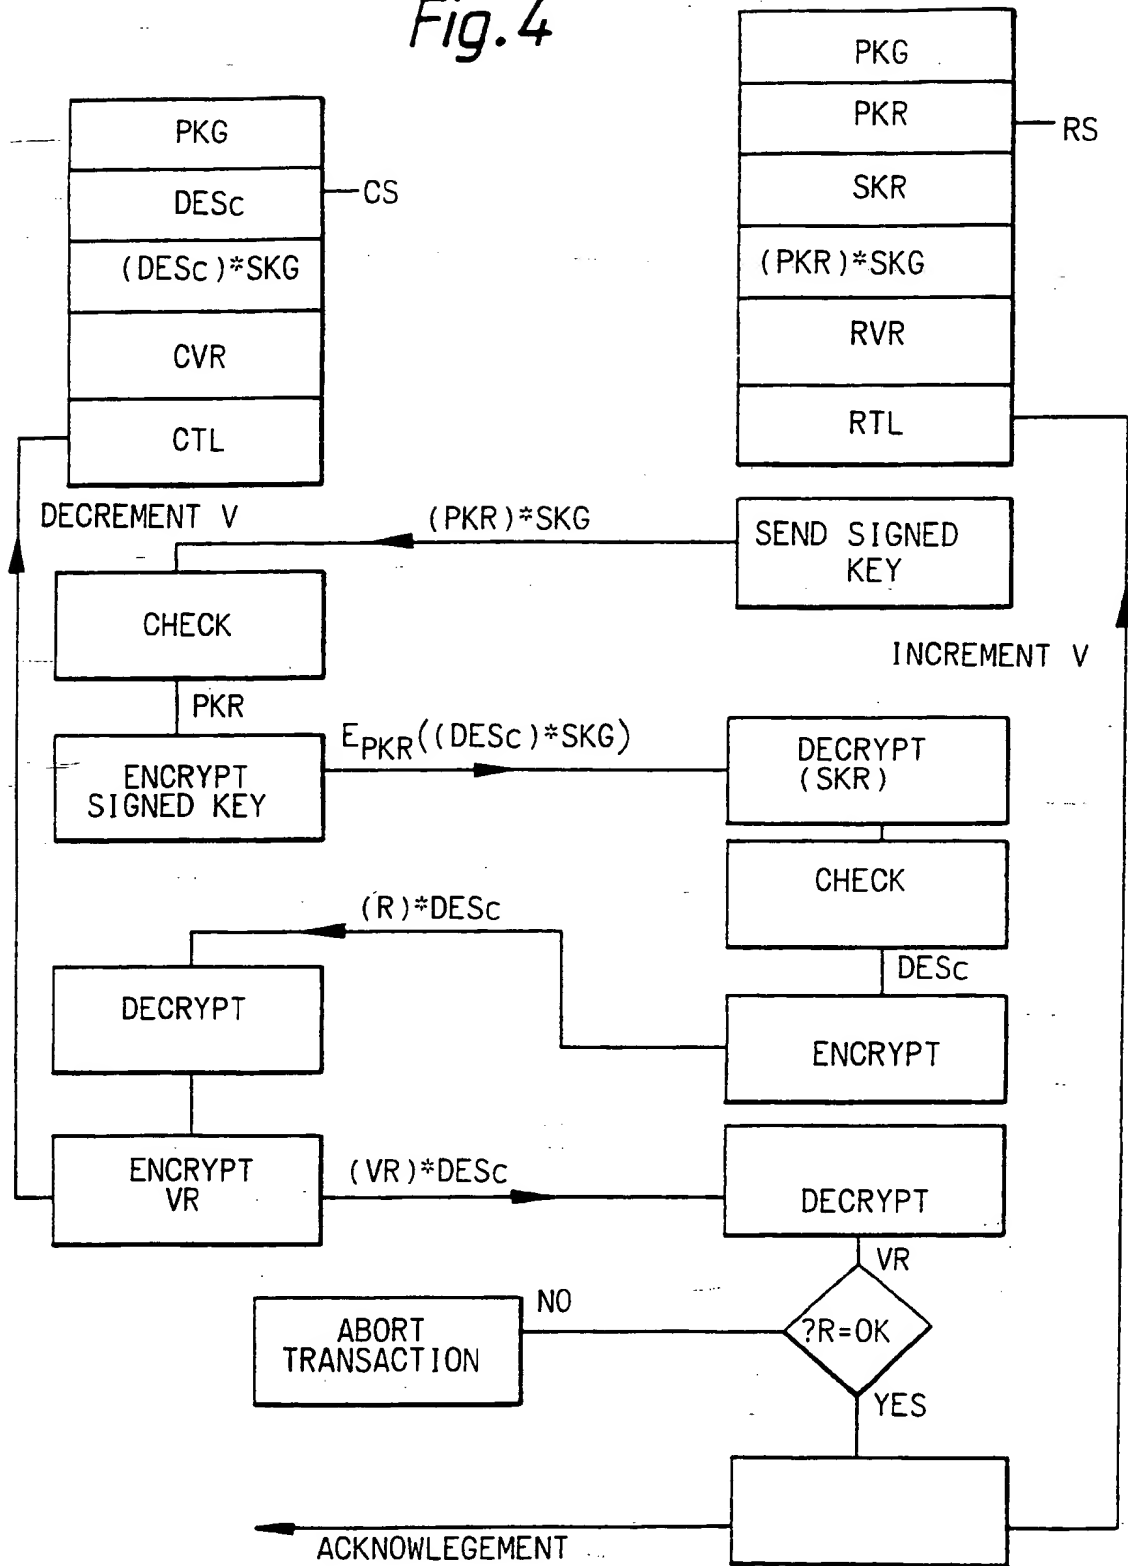 Fig. 4
PKG
DESc
(DESc)*SKG
CVR
CTL
CS
PKG
PKR
SKR
(PKR)*SKG
RVR
RTL
RS
DECREMENT V
(PKR)*SKG
SEND SIGNED
KEY
CHECK
INCREMENT V
PKR
ENCRYPT
SIGNED KEY
EPKR((DESc)*SKG)
DECRYPT
(SKR)
CHECK
(R)*DESc
DESc
DECRYPT
ENCRYPT
ENCRYPT
VR
(VR)*DESc
DECRYPT
VR
?R=OK
NO
ABORT
TRANSACTION
YES
ACKNOWLEGEMENT